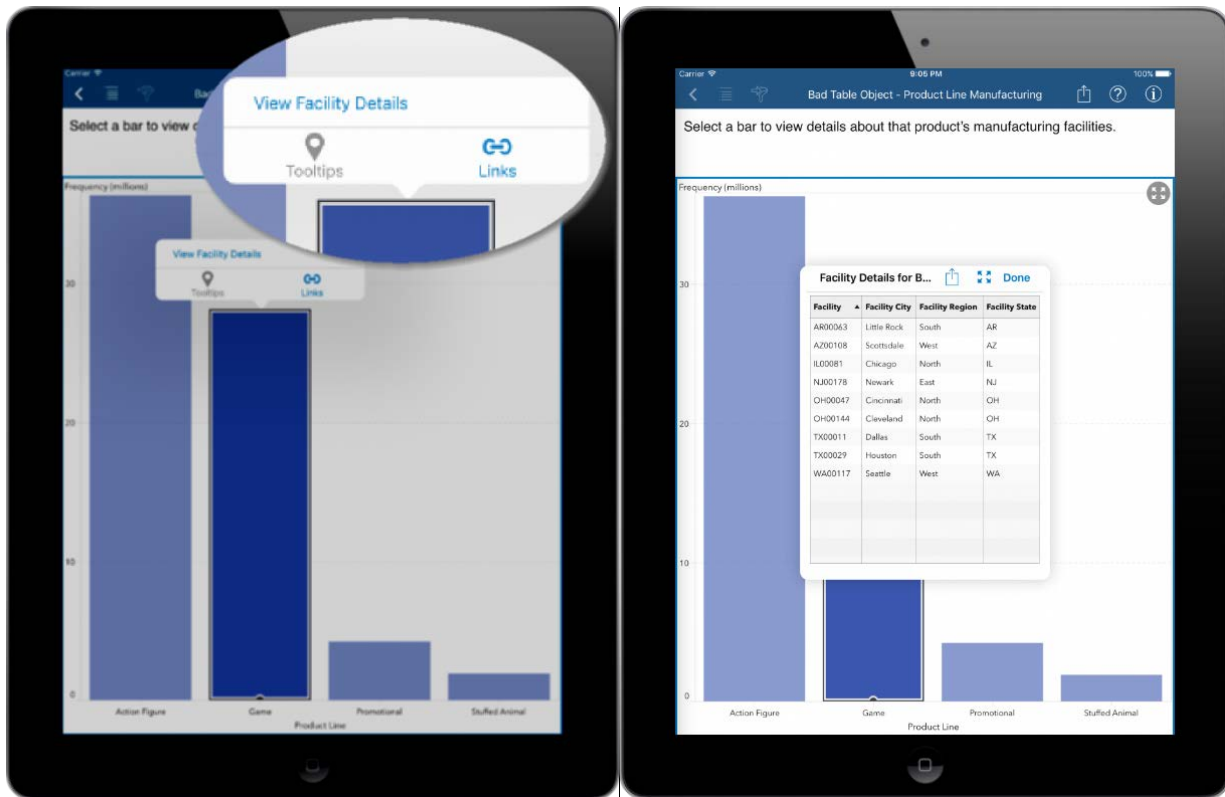 Carrier
Ba
Select a bar to view
View Facility Details
Tooltips
Links
Frequency (millions)
View Facility Details
Tooltips
Links
30
20
10
0
Action Figure Game Promotional Stuffed Animal
Product Line
Carrier 9:05 PM 100%
Bad Table Object - Product Line Manufacturing ? i
Select a bar to view details about that product's manufacturing facilities.
Frequency (millions)
Facility Details for B... Done
Facility Facility City Facility Region Facility State
AR00063 Little Rock South AR
AZ00108 Scottsdale West AZ
IL00081 Chicago North IL
NJ00178 Newark East NJ
OH00047 Cincinnati North OH
OH00144 Cleveland North OH
TX00011 Dallas South TX
TX00029 Houston South TX
WA00117 Seattle West WA
30
20
10
0
Action Figure Game Promotional Stuffed Animal
Product Line